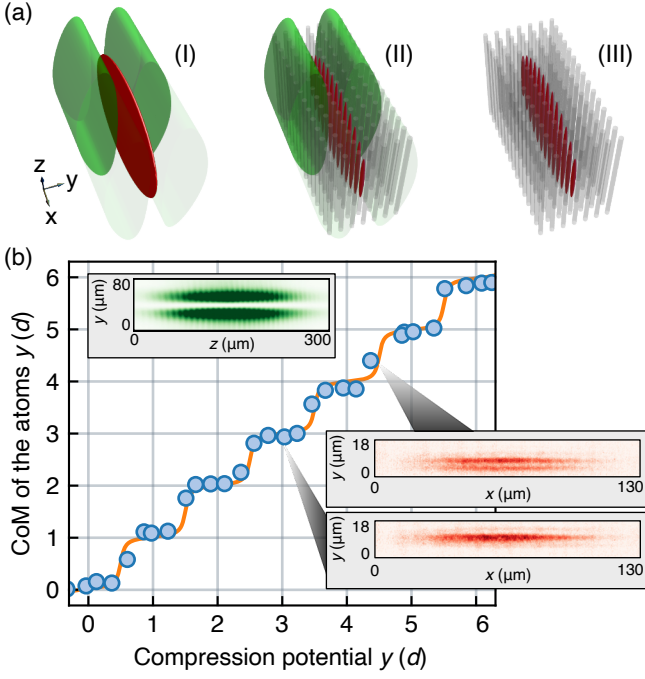 (a)
(I)
(II)
(III)
z
y
x
(b)
CoM of the atoms y (d)
6
5
4
3
2
1
0
80
0
y (μm)
0
z (μm)
300
18
0
y (μm)
0
x (μm)
130
18
0
y (μm)
0
x (μm)
130
0 1 2 3 4 5 6
Compression potential y (d)